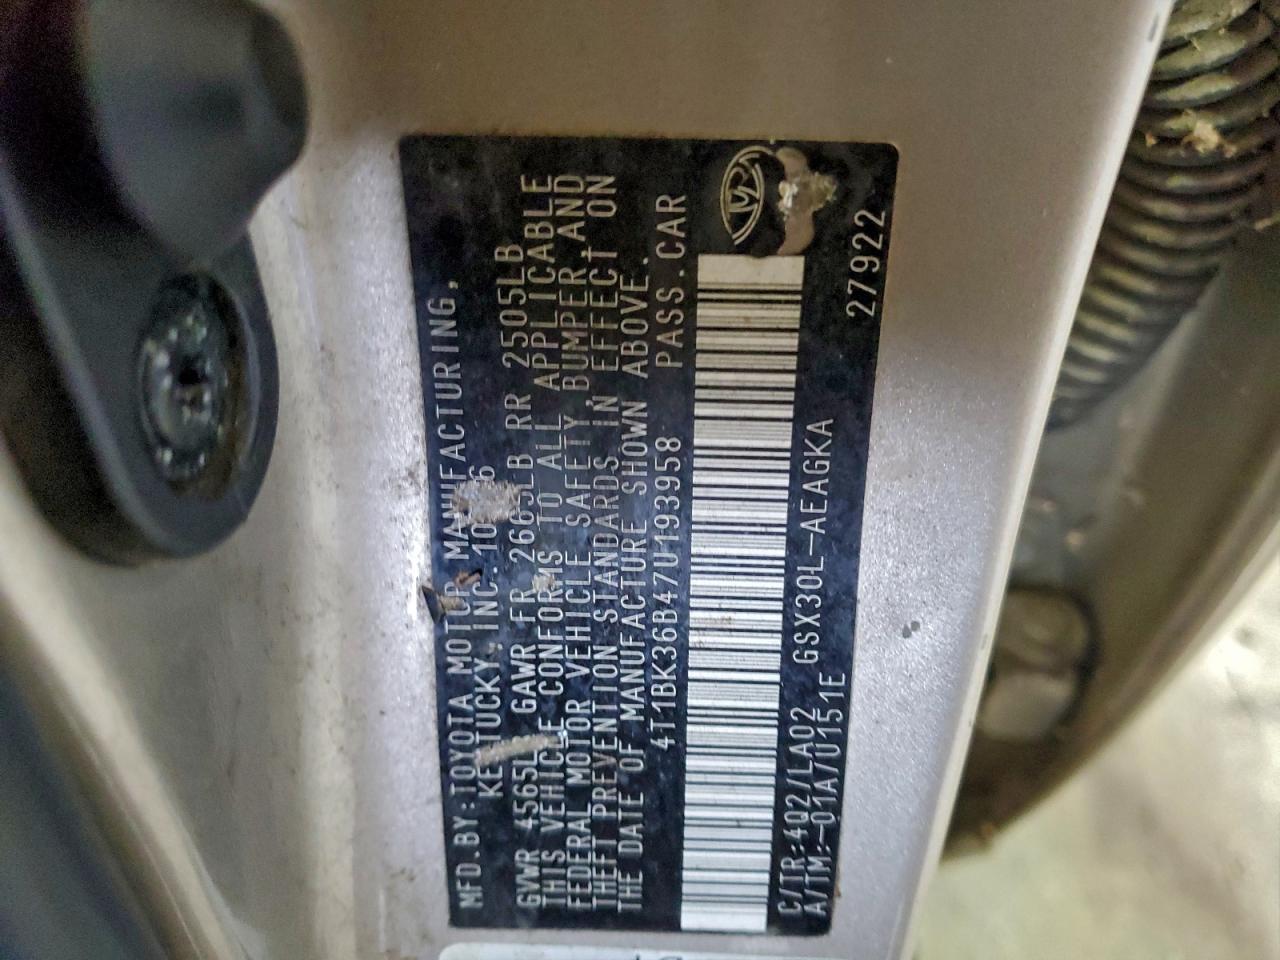 MFD.BY:TOYOTA MOTOR MANUFACTURING,
KENTUCKY,INC.
GVWR 4565LB GAWR FR 2665LB RR 2505LB
THIS VEHICLE CONFORMS TO ALL APPLICABLE
FEDERAL MOTOR VEHICLE SAFETY,BUMPER,AND
THEFT PREVENTION STANDARDS IN EFFECT ON
THE DATE OF MANUFACTURE SHOWN ABOVE.
4T1BK36B47U193958 PASS.CAR
C/TR:4Q2/LA02 GSX30L-AEAGKA
A/TM:-01A/U151E 27922